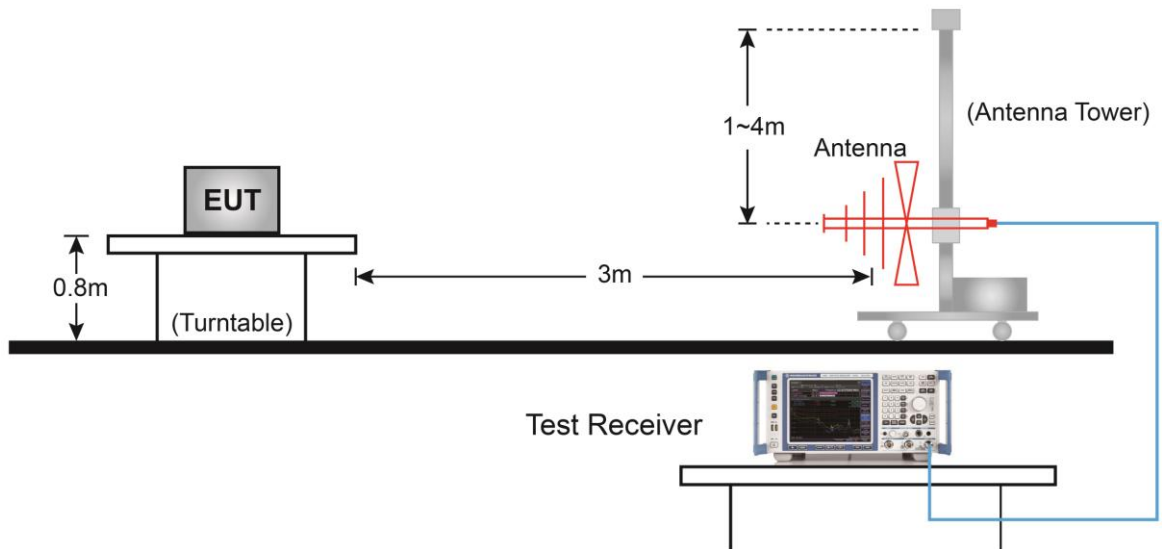 1~4m
(Antenna Tower)
Antenna
EUT
0.8m
3m
(Turntable)
Test Receiver